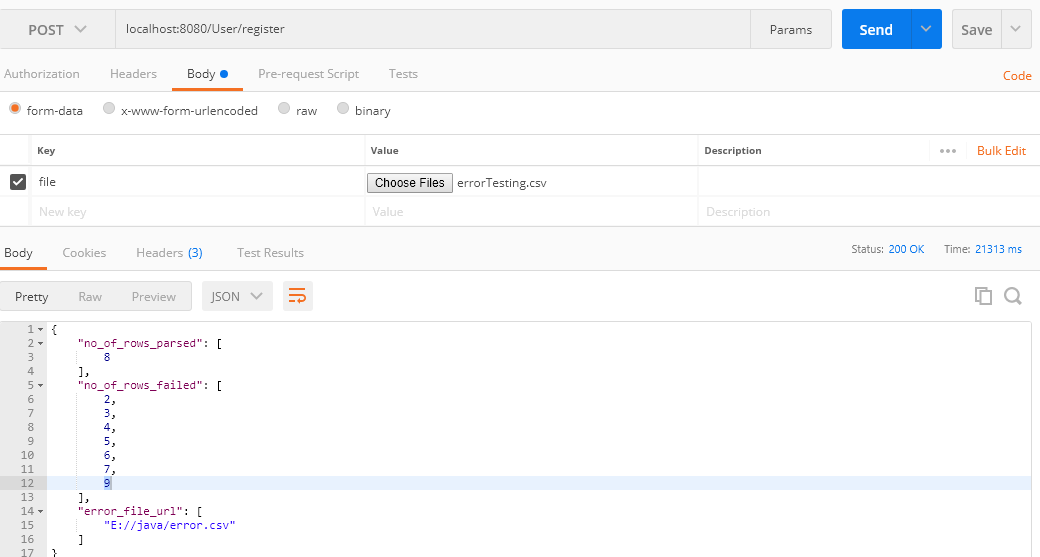 POST localhost:8080/User/register Params Send Save
Authorization Headers Body Pre-request Script Tests Code
form-data x-www-form-urlencoded raw binary
Key Value Description ••• Bulk Edit
file Choose Files errorTesting.csv
New key Value Description
Body Cookies Headers (3) Test Results Status: 200 OK Time: 21313 ms
Pretty Raw Preview JSON
1 {
2 "no_of_rows_parsed": [
3 8
4 ],
5 "no_of_rows_failed": [
6 2,
7 3,
8 4,
9 5,
10 6,
11 7,
12 9
13 ],
14 "error_file_url": [
15 "E://java/error.csv"
16 ]
17 }